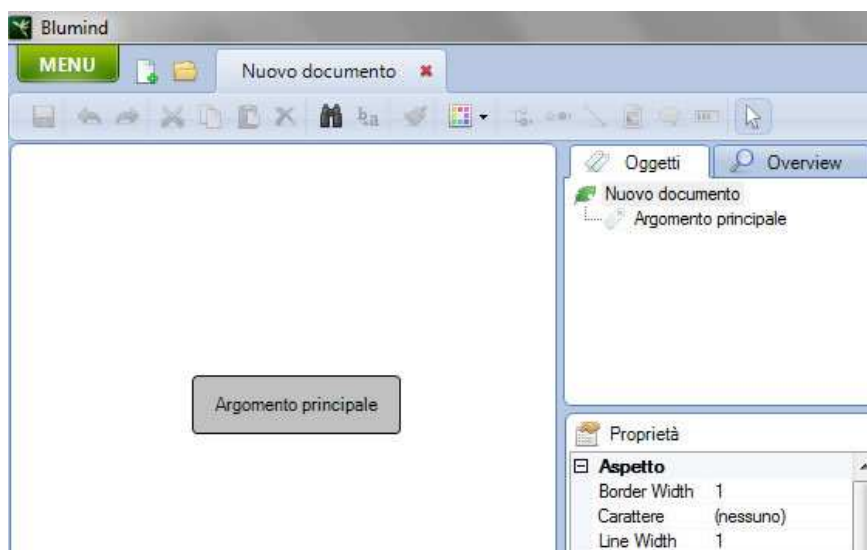 Blumind
MENU
Nuovo documento
Oggetti
Overview
Nuovo documento
Argomento principale
Argomento principale
Proprietà
Aspetto
Border Width 1
Carattere (nessuno)
Line Width 1